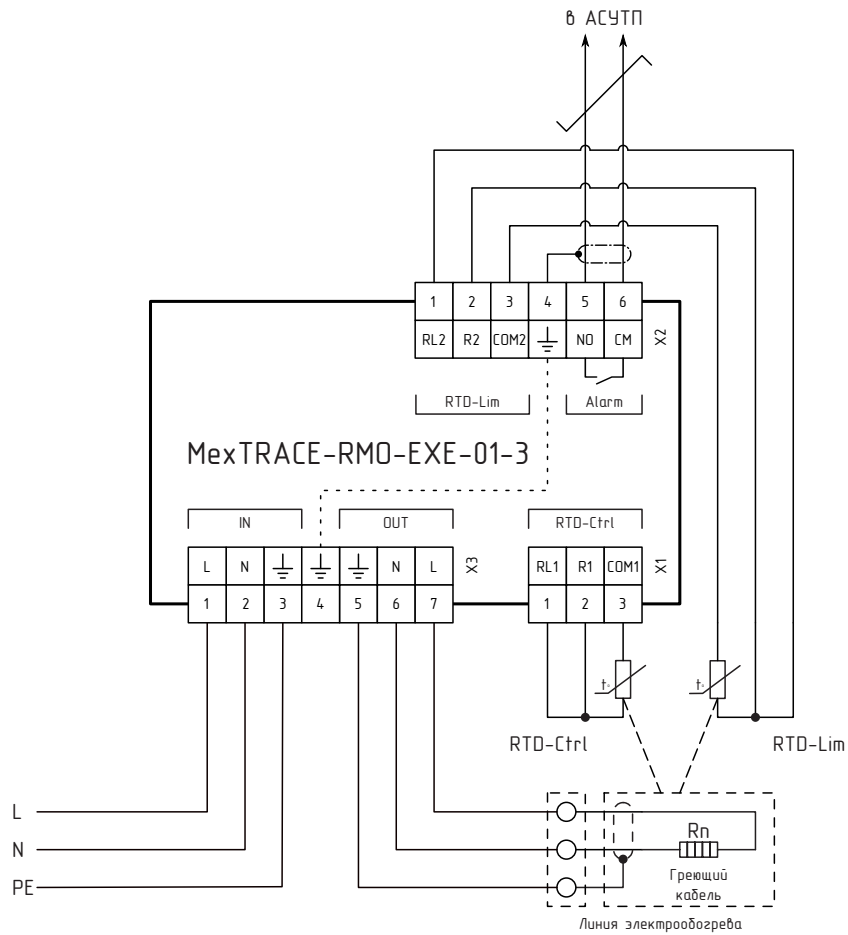 в АСУТП
1 2 3 4 5 6
RL2 R2 COM2 NO CM
X2
RTD-Lim Alarm
MexTRACE-RMO-EXE-01-3
IN OUT RTD-Ctrl
L N N L
X3
RL1 R1 COM1
X1
1 2 3 4 5 6 7
1 2 3
t° t°
RTD-Ctrl RTD-Lim
L
N
PE
Rn
Греющий
кабель
Линия электрообогрева